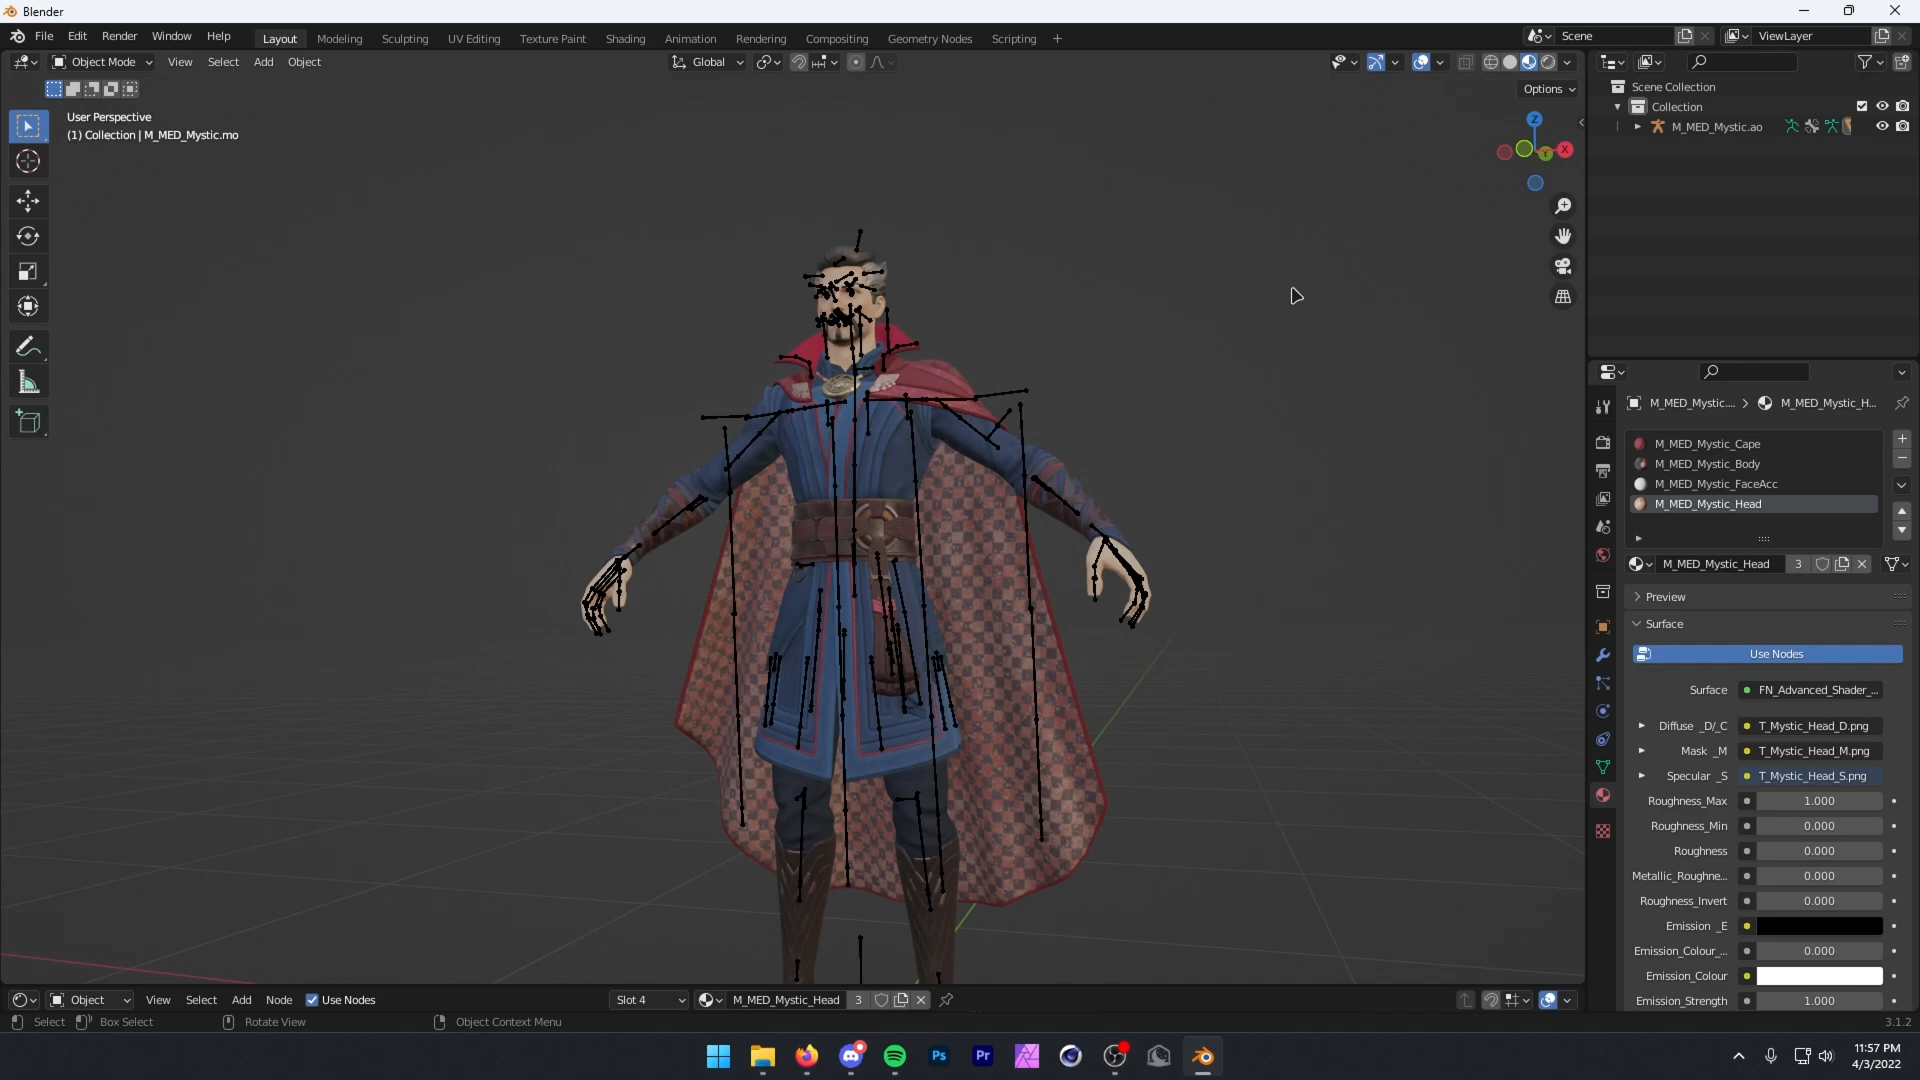 Blender
File Edit Render Window Help
Layout Modeling Sculpting UV Editing Texture Paint Shading Animation Rendering Compositing Geometry Nodes Scripting +
Scene
ViewLayer
Object Mode View Select Add Object
Global
Options
User Perspective
(1) Collection | M_MED_Mystic.mo
Z
X
Y
Scene Collection
Collection
M_MED_Mystic.ao
M_MED_Mystic.... > M_MED_Mystic_H...
M_MED_Mystic_Cape
M_MED_Mystic_Body
M_MED_Mystic_FaceAcc
M_MED_Mystic_Head
M_MED_Mystic_Head 3
Preview
Surface
Use Nodes
Surface FN_Advanced_Shader_...
Diffuse _D/_C T_Mystic_Head_D.png
Mask _M T_Mystic_Head_M.png
Specular _S T_Mystic_Head_S.png
Roughness_Max 1.000
Roughness_Min 0.000
Roughness 0.000
Metallic_Roughne... 0.000
Roughness_Invert 0.000
Emission _E
Emission_Colour_... 0.000
Emission_Colour
Emission_Strength 1.000
Object View Select Add Node Use Nodes
Slot 4
M_MED_Mystic_Head 3
Select Box Select Rotate View Object Context Menu
3.1.2
Ps
Pr
11:57 PM
4/3/2022